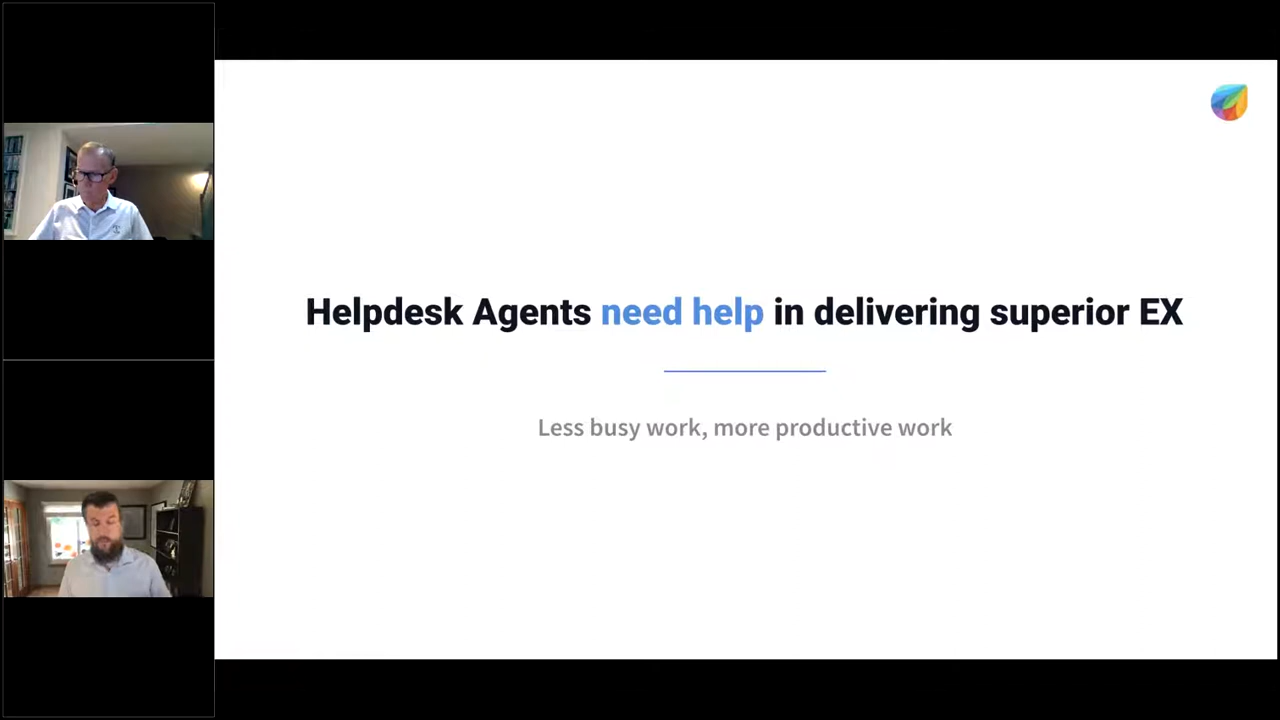 Helpdesk Agents need help in delivering superior EX
Less busy work, more productive work